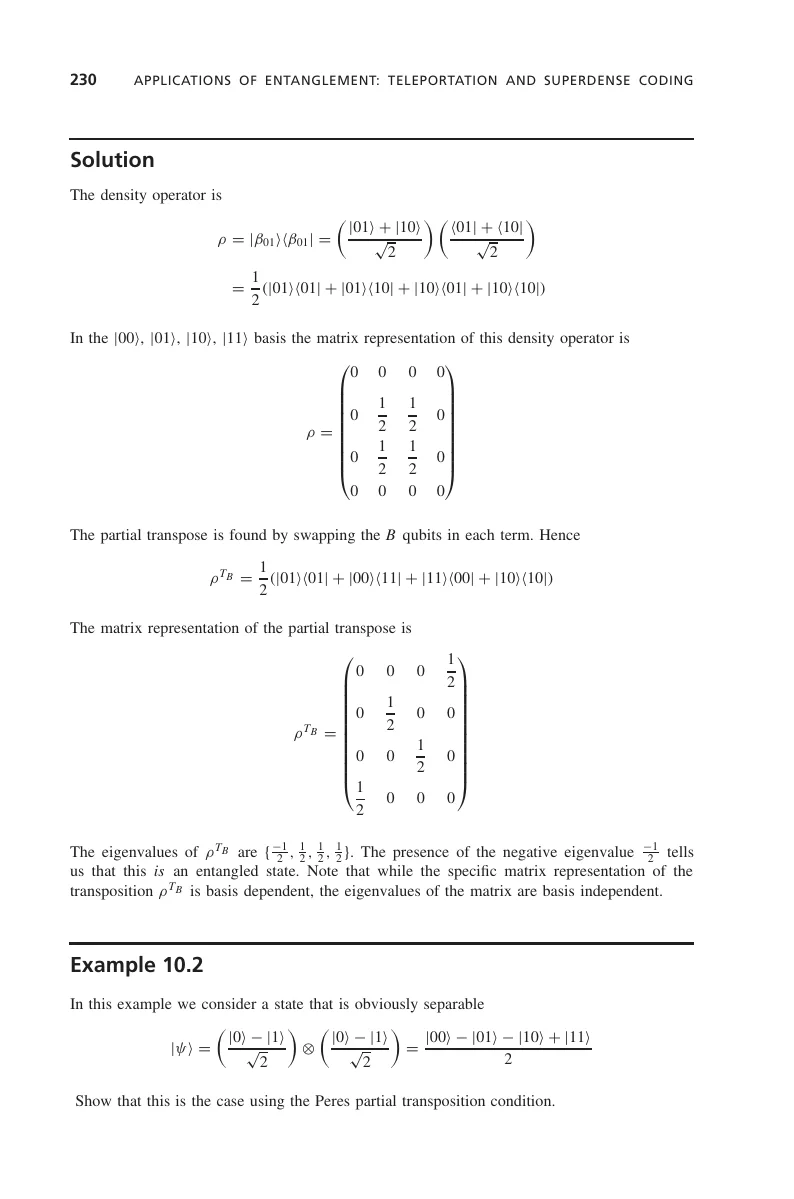 230 APPLICATIONS OF ENTANGLEMENT: TELEPORTATION AND SUPERDENSE CODING
Solution
The density operator is
ρ = |β₀₁⟩⟨β₀₁| = ( (|01⟩ + |10⟩)/√2 ) ( (⟨01| + ⟨10|)/√2 )
= 1/2 (|01⟩⟨01| + |01⟩⟨10| + |10⟩⟨01| + |10⟩⟨10|)
In the |00⟩, |01⟩, |10⟩, |11⟩ basis the matrix representation of this density operator is
ρ =
0 0 0 0
0 1/2 1/2 0
0 1/2 1/2 0
0 0 0 0
The partial transpose is found by swapping the B qubits in each term. Hence
ρ^{T_B} = 1/2 (|01⟩⟨01| + |00⟩⟨11| + |11⟩⟨00| + |10⟩⟨10|)
The matrix representation of the partial transpose is
ρ^{T_B} =
0 0 0 1/2
0 1/2 0 0
0 0 1/2 0
1/2 0 0 0
The eigenvalues of ρ^{T_B} are {−1/2, 1/2, 1/2, 1/2}. The presence of the negative eigenvalue −1/2 tells
us that this is an entangled state. Note that while the specific matrix representation of the
transposition ρ^{T_B} is basis dependent, the eigenvalues of the matrix are basis independent.
Example 10.2
In this example we consider a state that is obviously separable
|ψ⟩ = ( (|0⟩ − |1⟩)/√2 ) ⊗ ( (|0⟩ − |1⟩)/√2 ) = (|00⟩ − |01⟩ − |10⟩ + |11⟩)/2
Show that this is the case using the Peres partial transposition condition.